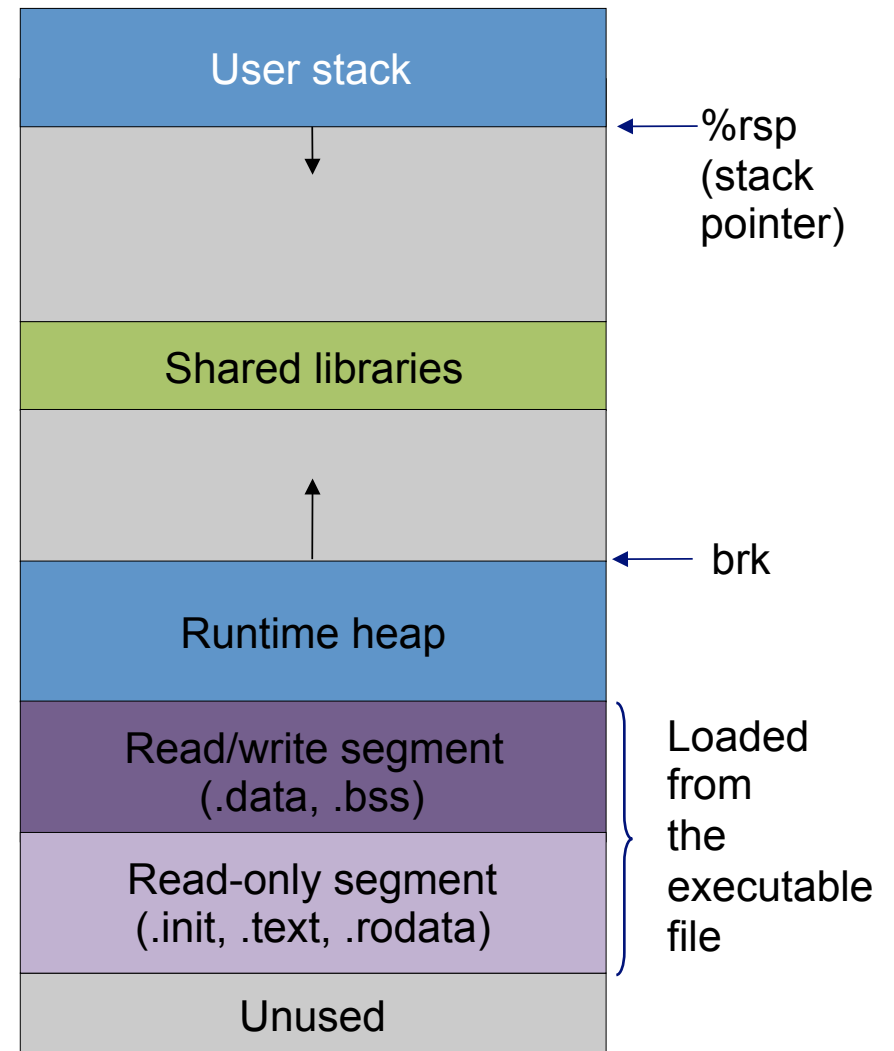 User stack
%rsp
(stack
pointer)
Shared libraries
brk
Runtime heap
Read/write segment
(.data, .bss)
Loaded
from
the
executable
file
Read-only segment
(.init, .text, .rodata)
Unused